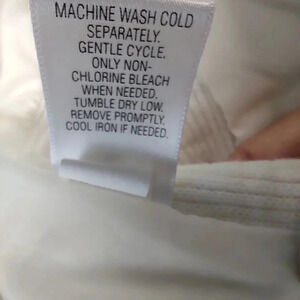 MACHINE WASH COLD
SEPARATELY.
GENTLE CYCLE.
ONLY NON-
CHLORINE BLEACH
WHEN NEEDED.
TUMBLE DRY LOW.
REMOVE PROMPTLY.
COOL IRON IF NEEDED.